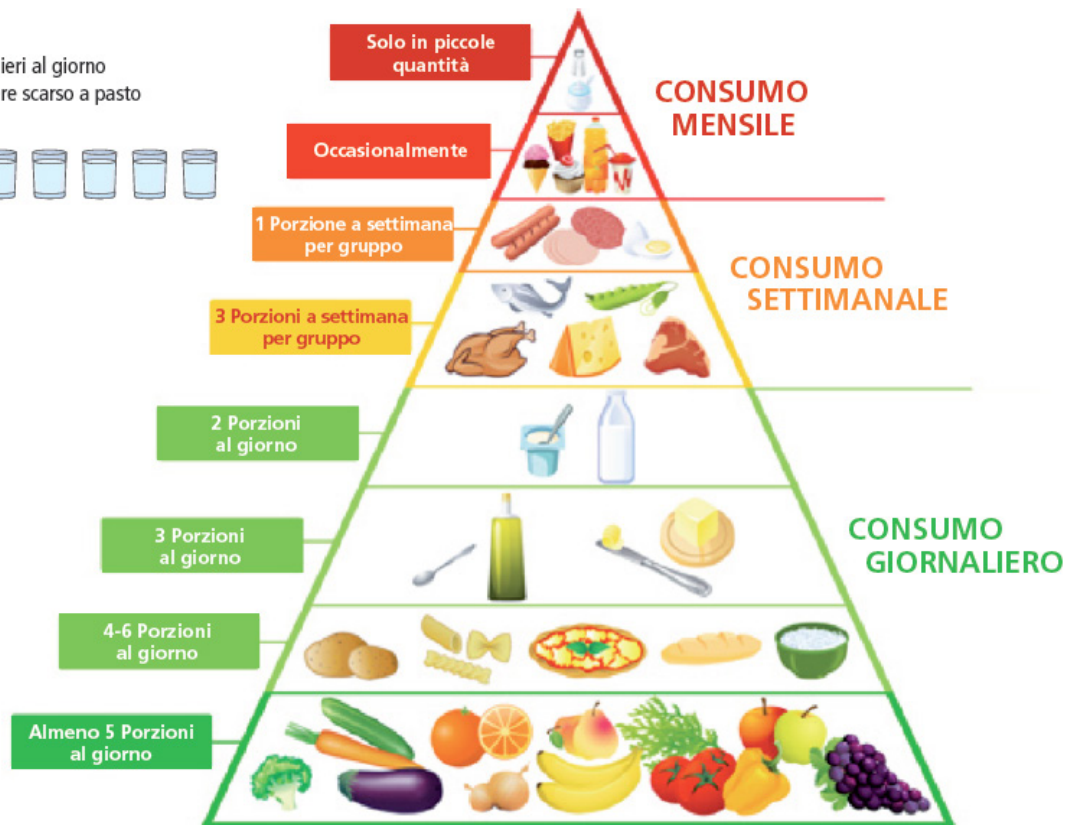 ieri al giorno
re scarso a pasto
Solo in piccole
quantità
CONSUMO
MENSILE
Occasionalmente
1 Porzione a settimana
per gruppo
CONSUMO
SETTIMANALE
3 Porzioni a settimana
per gruppo
2 Porzioni
al giorno
3 Porzioni
al giorno
CONSUMO
GIORNALIERO
4-6 Porzioni
al giorno
Almeno 5 Porzioni
al giorno